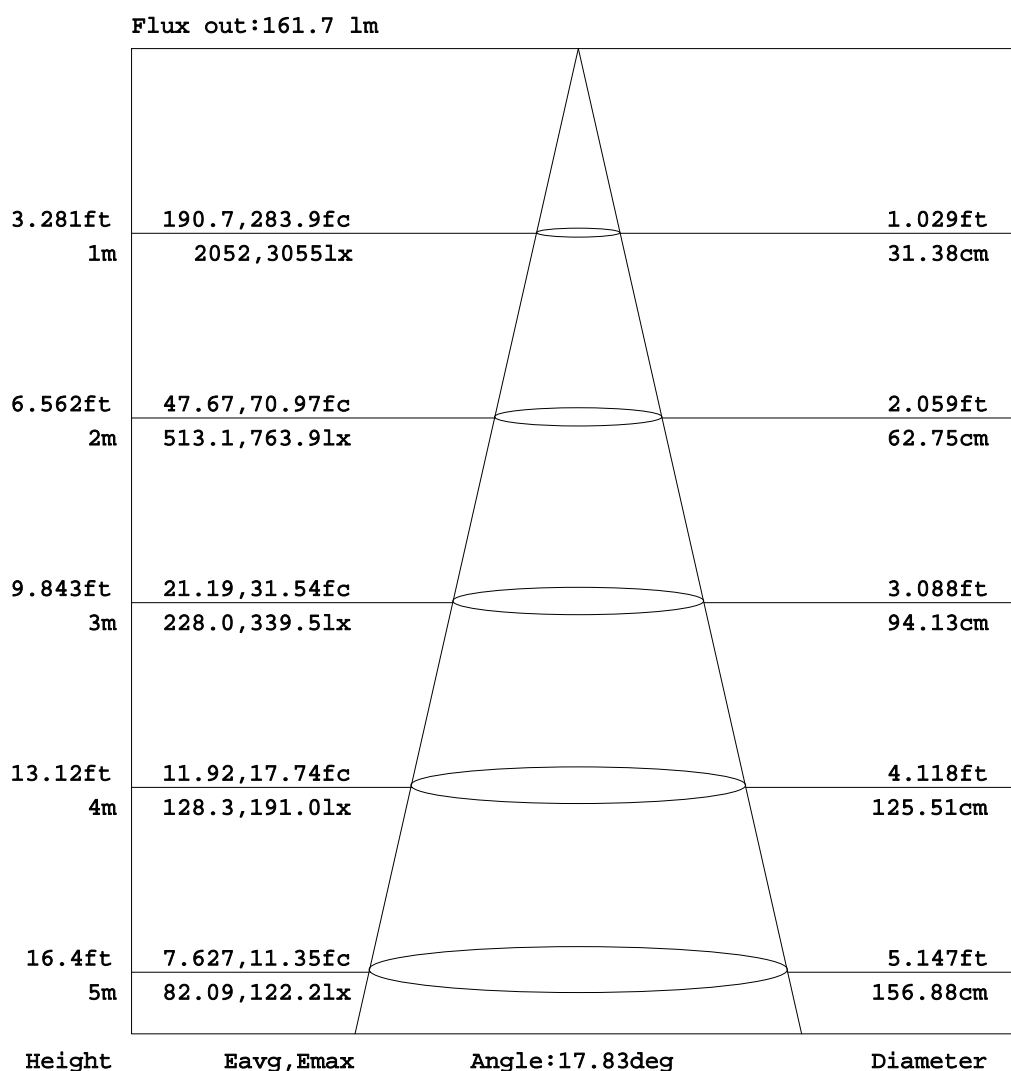 Flux out:161.7 lm
3.281ft 190.7,283.9fc 1.029ft
1m 2052,3055lx 31.38cm
6.562ft 47.67,70.97fc 2.059ft
2m 513.1,763.9lx 62.75cm
9.843ft 21.19,31.54fc 3.088ft
3m 228.0,339.5lx 94.13cm
13.12ft 11.92,17.74fc 4.118ft
4m 128.3,191.0lx 125.51cm
16.4ft 7.627,11.35fc 5.147ft
5m 82.09,122.2lx 156.88cm
Height Eavg,Emax Angle:17.83deg Diameter